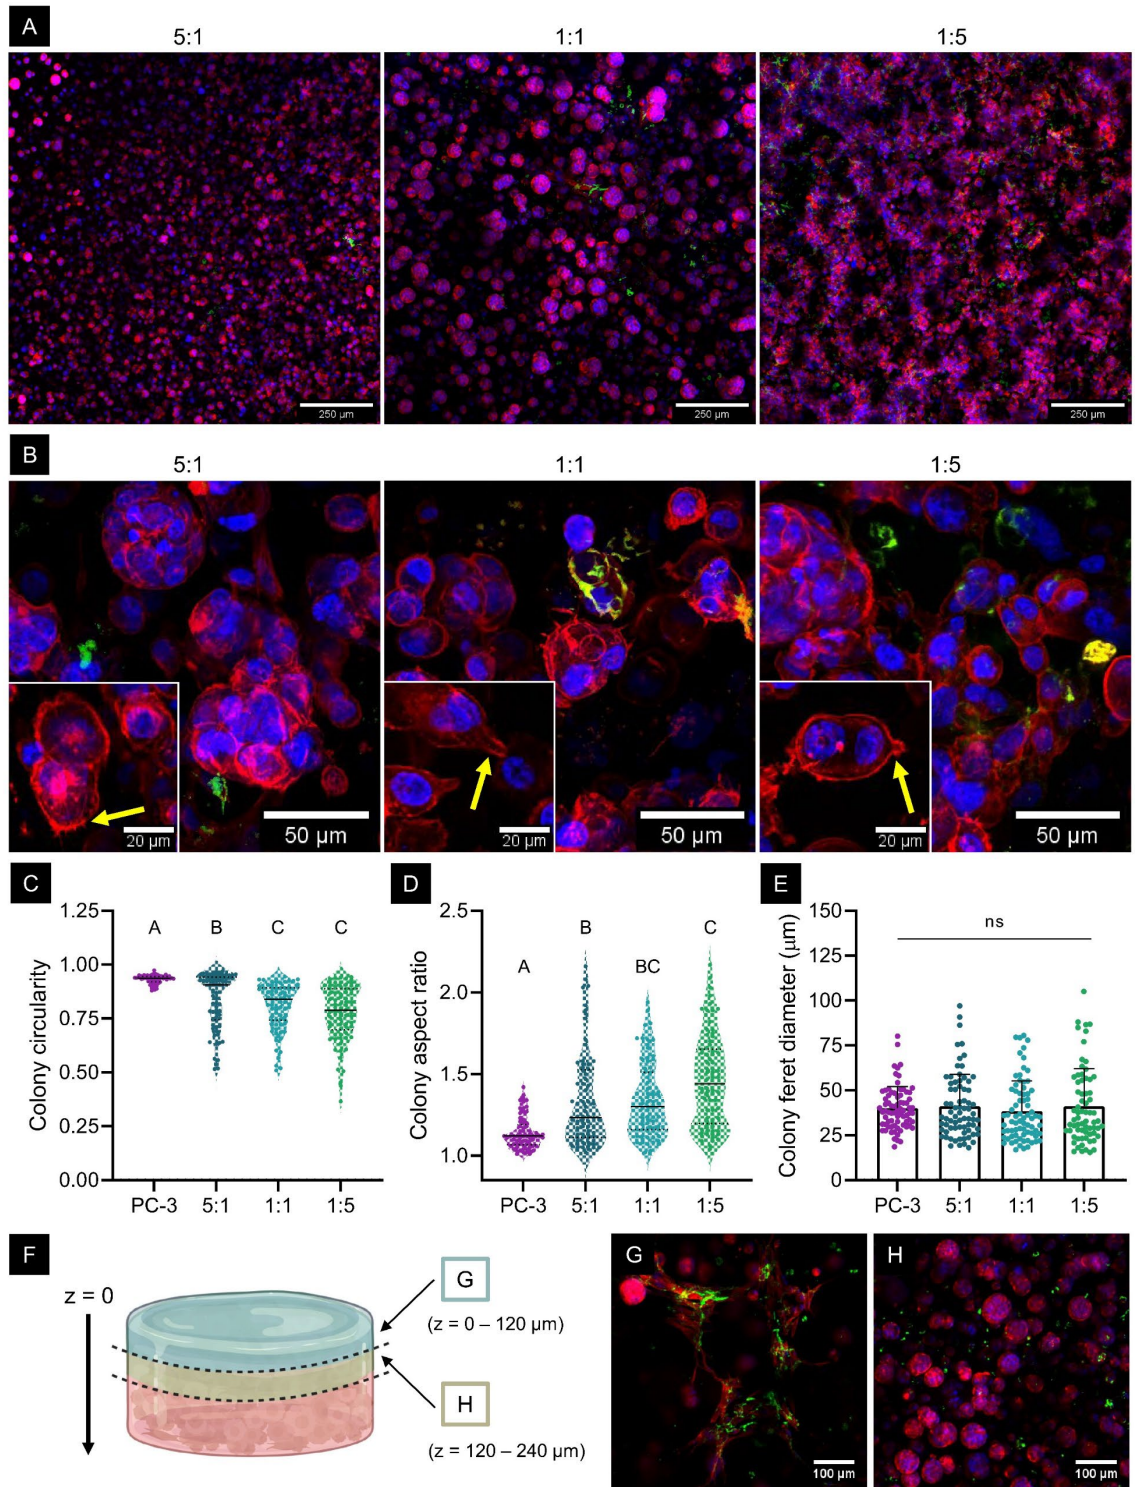 A
5:1
1:1
1:5
250 µm
250 µm
250 µm
B
5:1
1:1
1:5
20 µm
50 µm
20 µm
50 µm
20 µm
50 µm
C
Colony circularity
1.25
1.00
0.75
0.50
0.25
0.00
A
B
C
C
PC-3
5:1
1:1
1:5
D
Colony aspect ratio
2.5
2.0
1.5
1.0
A
B
BC
C
PC-3
5:1
1:1
1:5
E
Colony feret diameter (µm)
150
125
100
75
50
25
0
ns
PC-3
5:1
1:1
1:5
F
z = 0
G
(z = 0 – 120 µm)
H
(z = 120 – 240 µm)
G
100 µm
H
100 µm